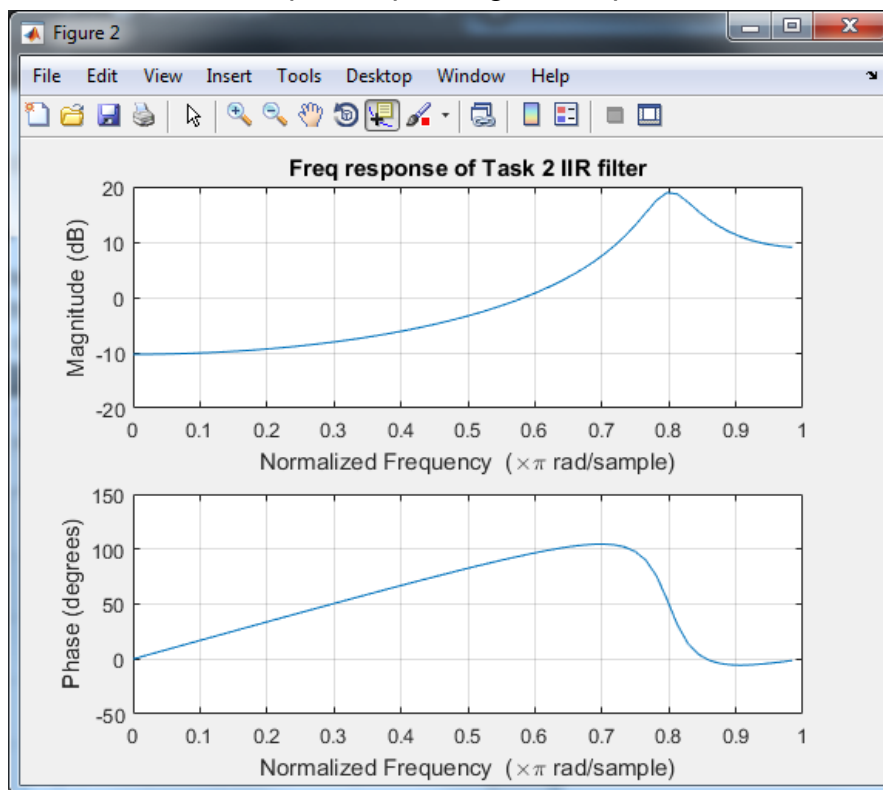 Figure 2
File Edit View Insert Tools Desktop Window Help
Freq response of Task 2 IIR filter
20
10
0
-10
-20
Magnitude (dB)
0 0.1 0.2 0.3 0.4 0.5 0.6 0.7 0.8 0.9 1
Normalized Frequency (×π rad/sample)
150
100
50
0
-50
Phase (degrees)
0 0.1 0.2 0.3 0.4 0.5 0.6 0.7 0.8 0.9 1
Normalized Frequency (×π rad/sample)